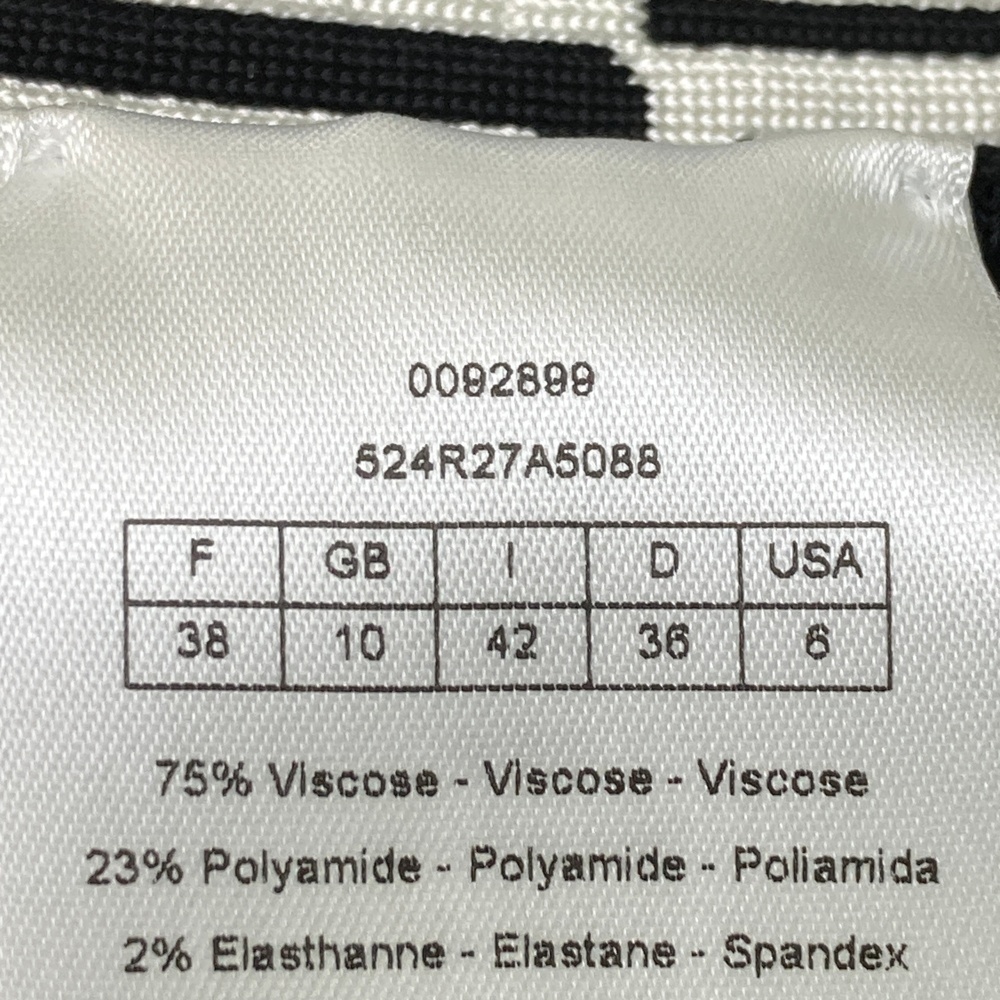 0092899
524R27A5088
F GB I D USA
38 10 42 36 6
75% Viscose - Viscose - Viscose
23% Polyamide - Polyamide - Poliamida
2% Elasthanne - Elastane - Spandex